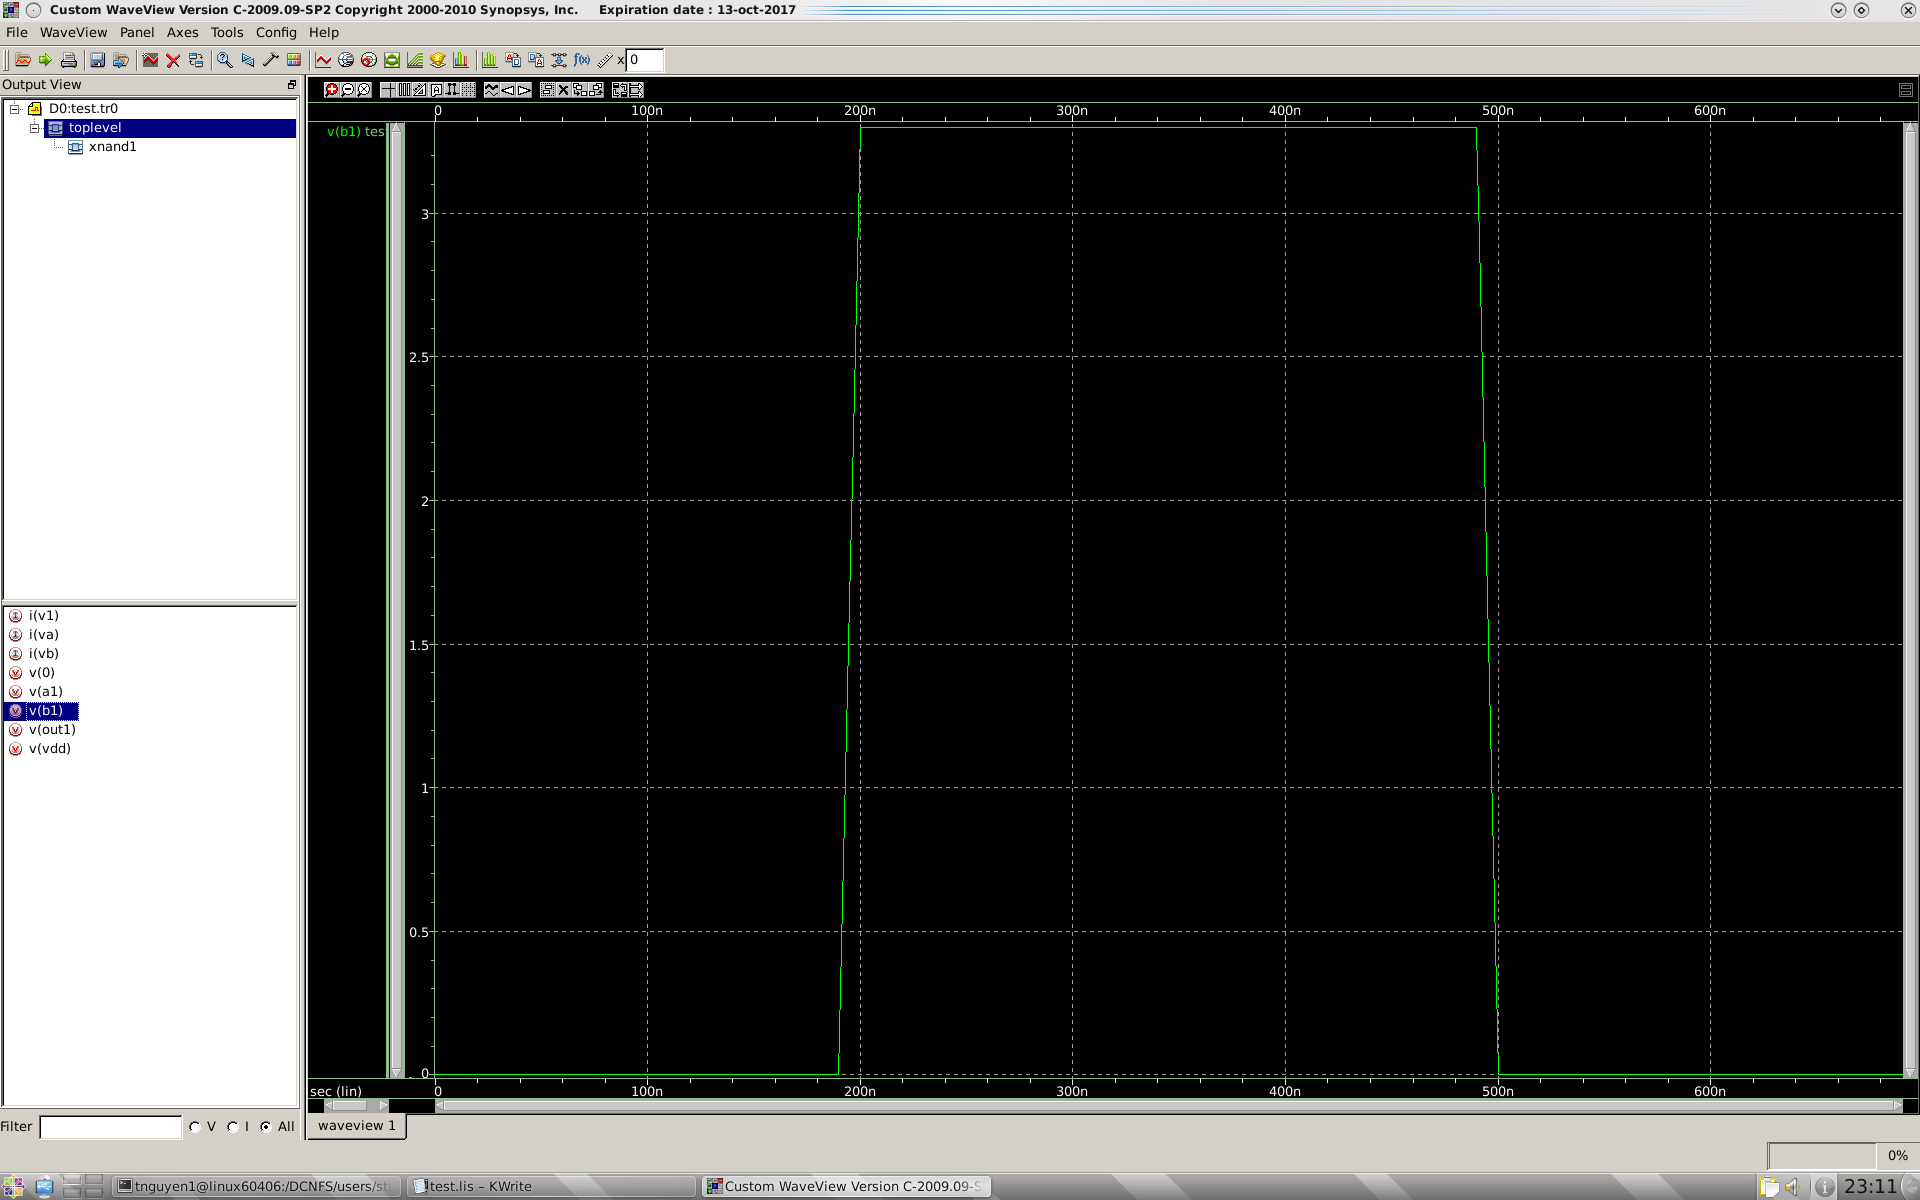 Custom WaveView Version C-2009.09-SP2 Copyright 2000-2010 Synopsys, Inc. Expiration date : 13-oct-2017
File WaveView Panel Axes Tools Config Help
x 0
Output View
D0:test.tr0
toplevel
xnand1
i(v1)
i(va)
i(vb)
v(0)
v(a1)
v(b1)
v(out1)
v(vdd)
Filter V I All
0 100n 200n 300n 400n 500n 600n
v(b1) tes
3
2.5
2
1.5
1
0.5
0
sec (lin) 0 100n 200n 300n 400n 500n 600n
waveview 1
0%
tnguyen1@linux60406:/DCNFS/users/st
test.lis – KWrite
Custom WaveView Version C-2009.09-S
23:11